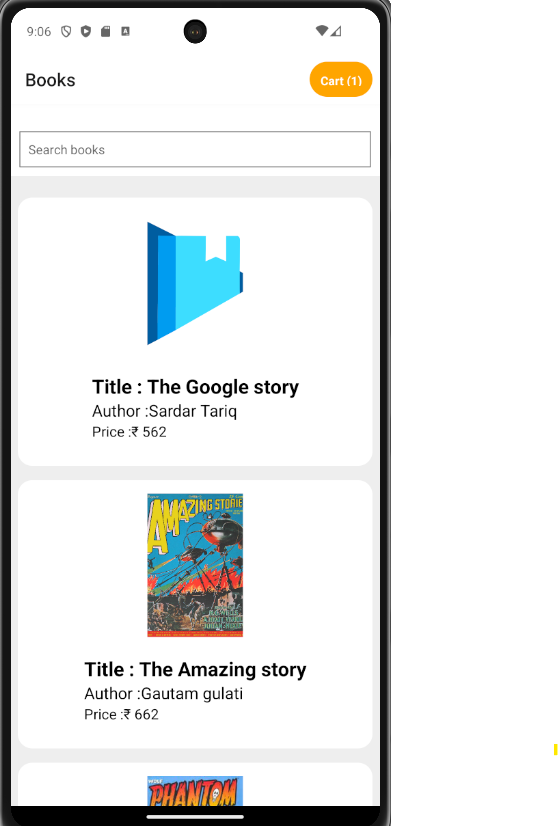 9:06
Books
Cart (1)
Search books
Title : The Google story
Author :Sardar Tariq
Price :₹ 562
AMAZING STORIES
Title : The Amazing story
Author :Gautam gulati
Price :₹ 662
PHANTOM